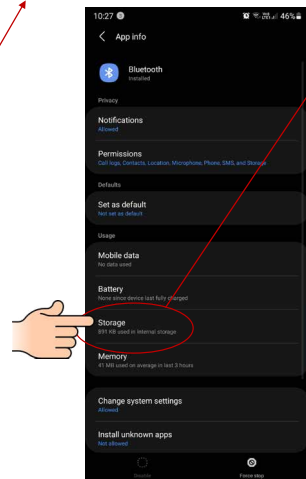 10:27
46%
App info
Bluetooth
Installed
Privacy
Notifications
Allowed
Permissions
Call logs, Contacts, Location, Microphone, Phone, SMS, and Storage
Defaults
Set as default
Not set as default
Usage
Mobile data
No data used
Battery
None since device last fully charged
Storage
891 KB used in Internal storage
Memory
41 MB used on average in last 3 hours
Change system settings
Allowed
Install unknown apps
Not allowed
Disable
Force stop